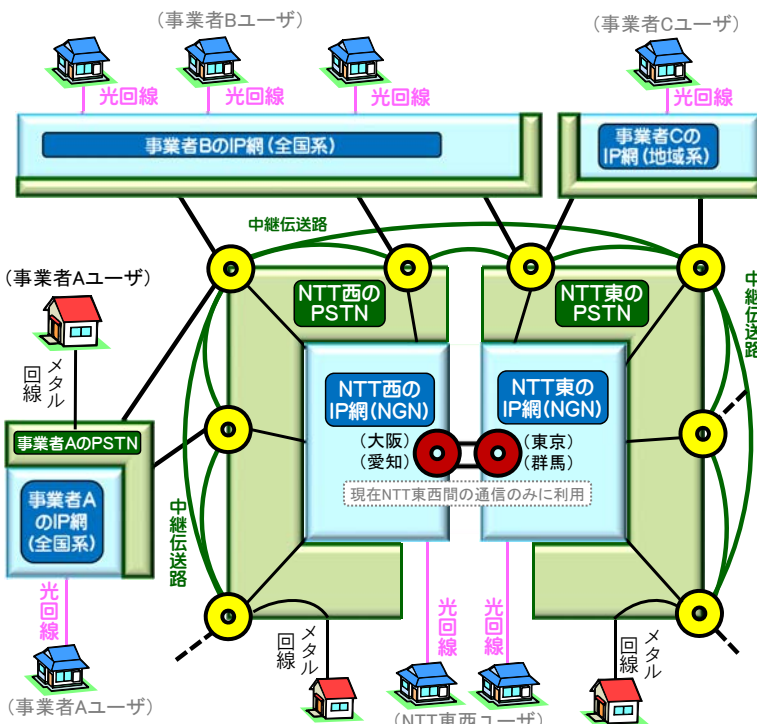 (事業者Bユーザ)
(事業者Cユーザ)
光回線
光回線
光回線
光回線
事業者BのIP網(全国系)
事業者Cの
IP網(地域系)
中継伝送路
(事業者Aユーザ)
NTT西の
PSTN
NTT東の
PSTN
中継伝送路
メタル
回線
NTT西の
IP網(NGN)
NTT東の
IP網(NGN)
事業者AのPSTN
(大阪)
(愛知)
(東京)
(群馬)
現在NTT東西間の通信のみに利用
事業者A
のIP網
(全国系)
中継伝送路
光回線
光回線
光回線
メタル
回線
メタル
回線
(事業者Aユーザ)
(NTT東西ユーザ)